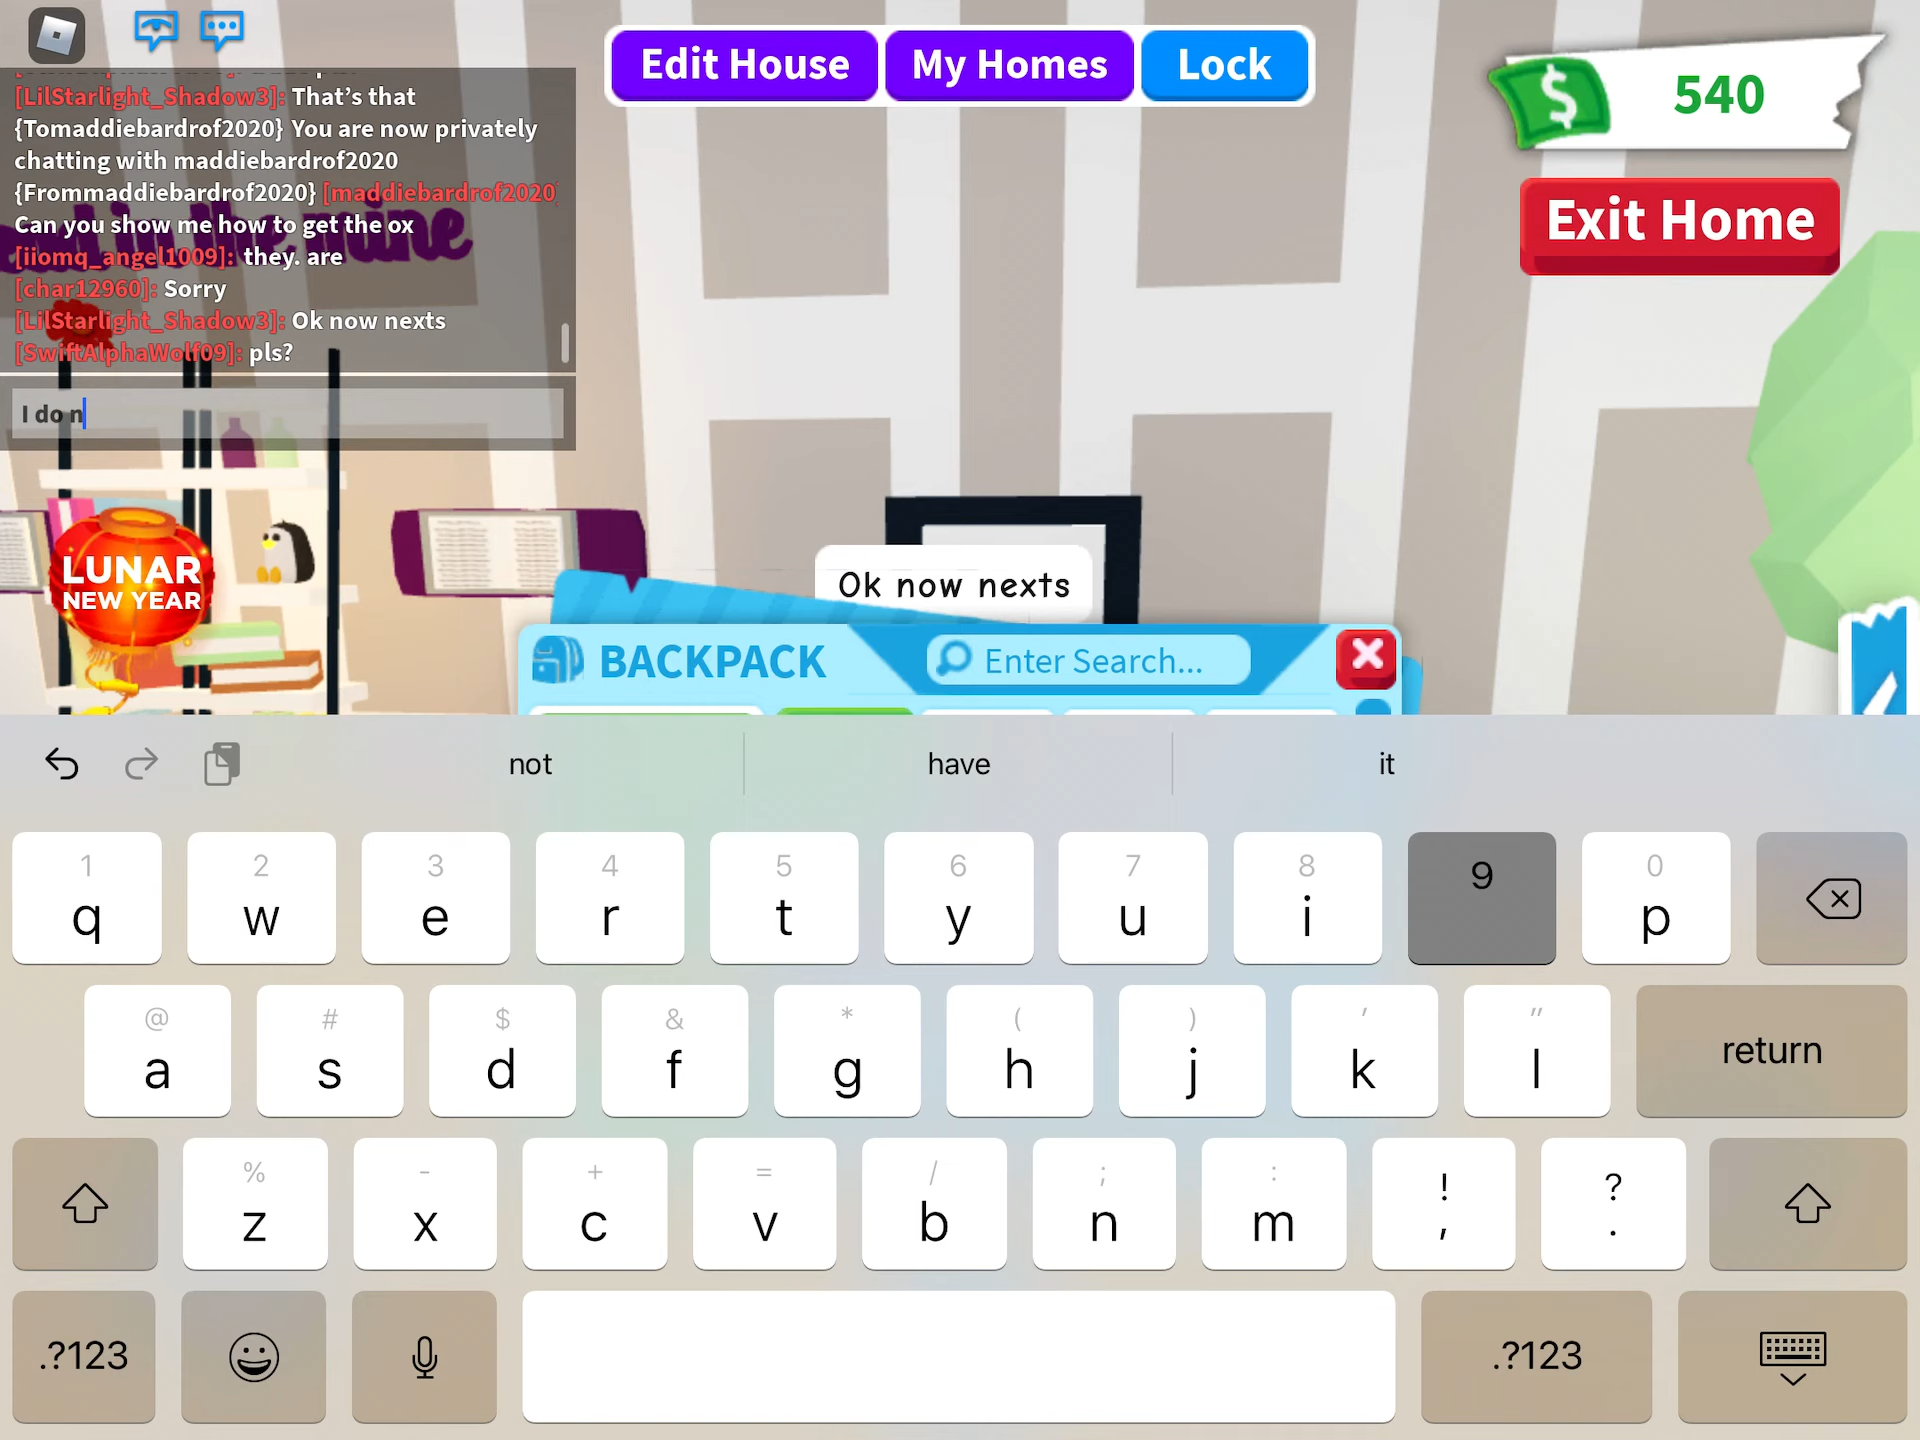 Edit House
My Homes
Lock
540
Exit Home
[LilStarlight_Shadow3]: That's that
{Tomaddiebardrof2020} You are now privately
chatting with maddiebardrof2020
{Frommaddiebardrof2020} [maddiebardrof2020]
Can you show me how to get the ox
[iiomq_angel1009]: they. are
[char12960]: Sorry
[LilStarlight_Shadow3]: Ok now nexts
[SwiftAlphaWolf09]: pls?
I do n
LUNAR
NEW YEAR
Ok now nexts
BACKPACK
Enter Search...
not have it
1 2 3 4 5 6 7 8 9 0
q w e r t y u i p
@ # $ & * ( ) ' "
a s d f g h j k l return
% - + = / ; : ! ?
z x c v b n m , .
.?123 .?123